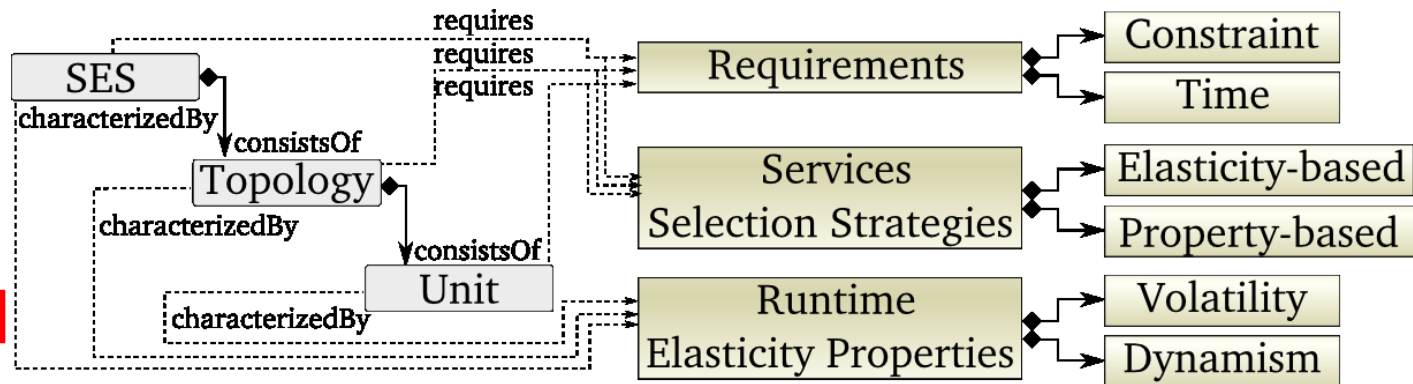 requires
requires
requires
SES
characterizedBy
consistsOf
Topology
characterizedBy
consistsOf
Unit
characterizedBy
Requirements
Constraint
Time
Services
Selection Strategies
Elasticity-based
Property-based
Runtime
Elasticity Properties
Volatility
Dynamism